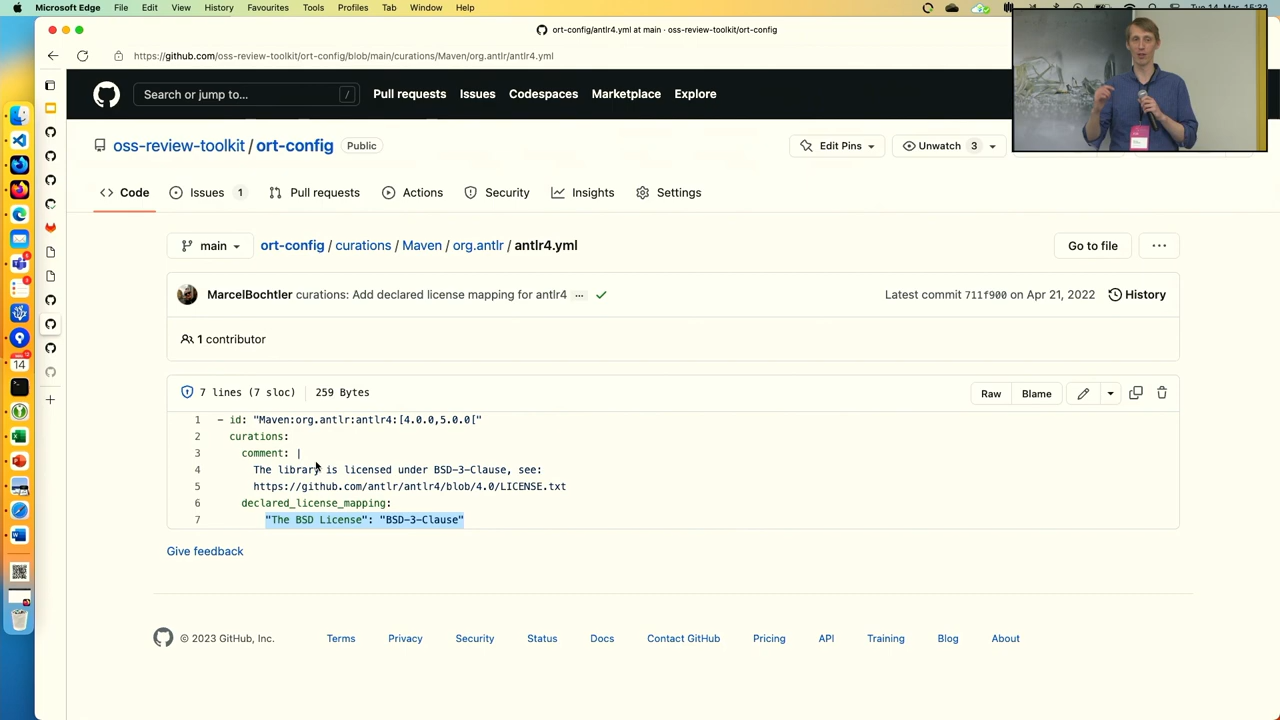 Microsoft Edge File Edit View History Favourites Tools Profiles Tab Window Help Tue 14. Mar 15:32
ort-config/antlr4.yml at main · oss-review-toolkit/ort-config
https://github.com/oss-review-toolkit/ort-config/blob/main/curations/Maven/org.antlr/antlr4.yml
Search or jump to... / Pull requests Issues Codespaces Marketplace Explore
oss-review-toolkit / ort-config Public Edit Pins Unwatch 3
Code Issues 1 Pull requests Actions Security Insights Settings
main ort-config / curations / Maven / org.antlr / antlr4.yml Go to file ...
MarcelBochtler curations: Add declared license mapping for antlr4 ... Latest commit 711f900 on Apr 21, 2022 History
1 contributor
7 lines (7 sloc) 259 Bytes Raw Blame
1 - id: "Maven:org.antlr:antlr4:[4.0.0,5.0.0["
2 curations:
3 comment: |
4 The library is licensed under BSD-3-Clause, see:
5 https://github.com/antlr/antlr4/blob/4.0/LICENSE.txt
6 declared_license_mapping:
7 "The BSD License": "BSD-3-Clause"
Give feedback
© 2023 GitHub, Inc. Terms Privacy Security Status Docs Contact GitHub Pricing API Training Blog About
14